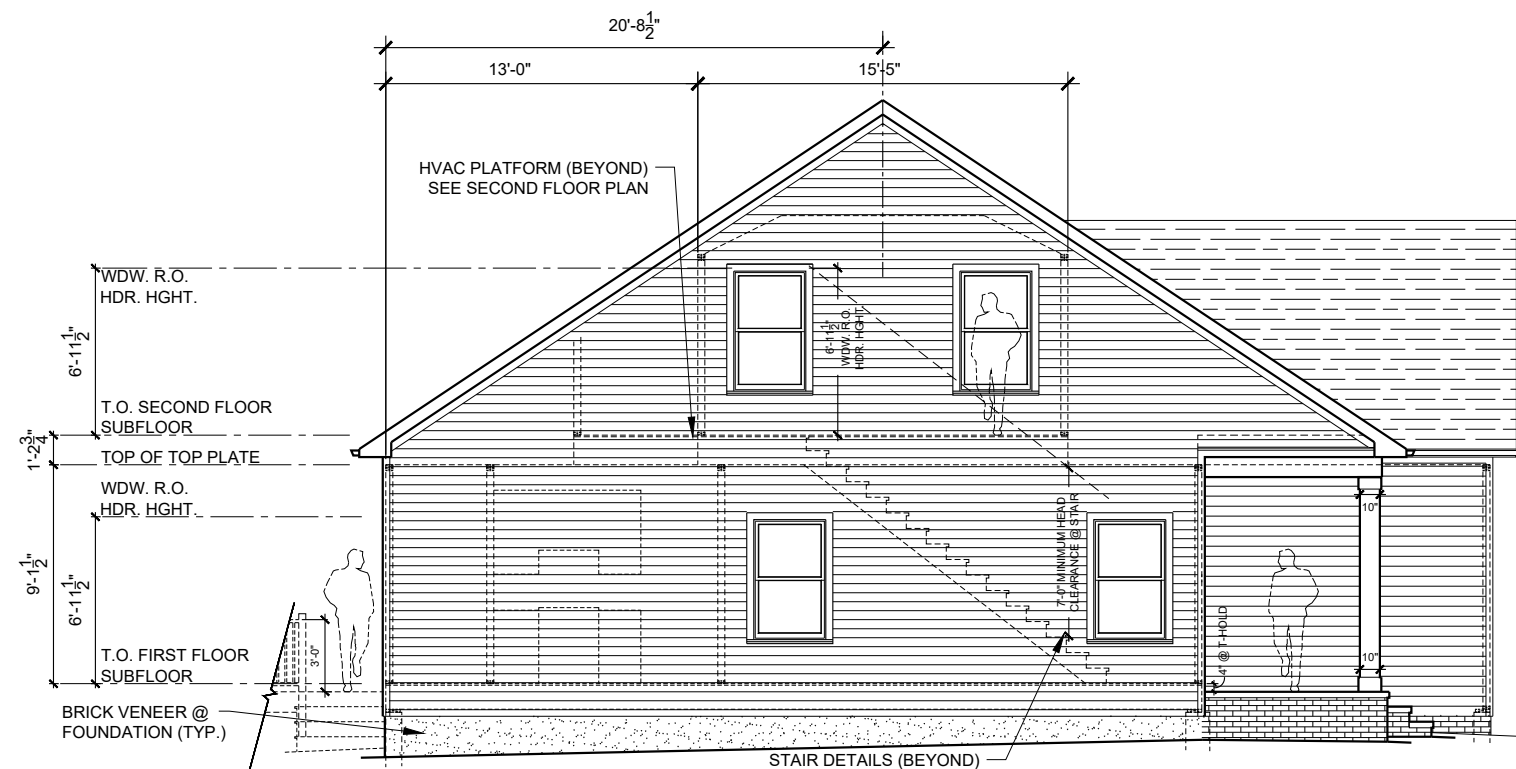 20'-8 1/2"
13'-0"
15'-5"
HVAC PLATFORM (BEYOND)
SEE SECOND FLOOR PLAN
WDW. R.O.
HDR. HGHT.
6'-11 1/2"
6'-11 1/2"
WDW. R.O.
HDR. HGHT.
T.O. SECOND FLOOR
SUBFLOOR
1'-2 3/4"
TOP OF TOP PLATE
WDW. R.O.
HDR. HGHT.
9'-1 1/2"
6'-11 1/2"
7'-0" MINIMUM HEAD
CLEARANCE @ STAIR
10"
10"
4" @ T-HOLD
3'-0"
T.O. FIRST FLOOR
SUBFLOOR
BRICK VENEER @
FOUNDATION (TYP.)
STAIR DETAILS (BEYOND)